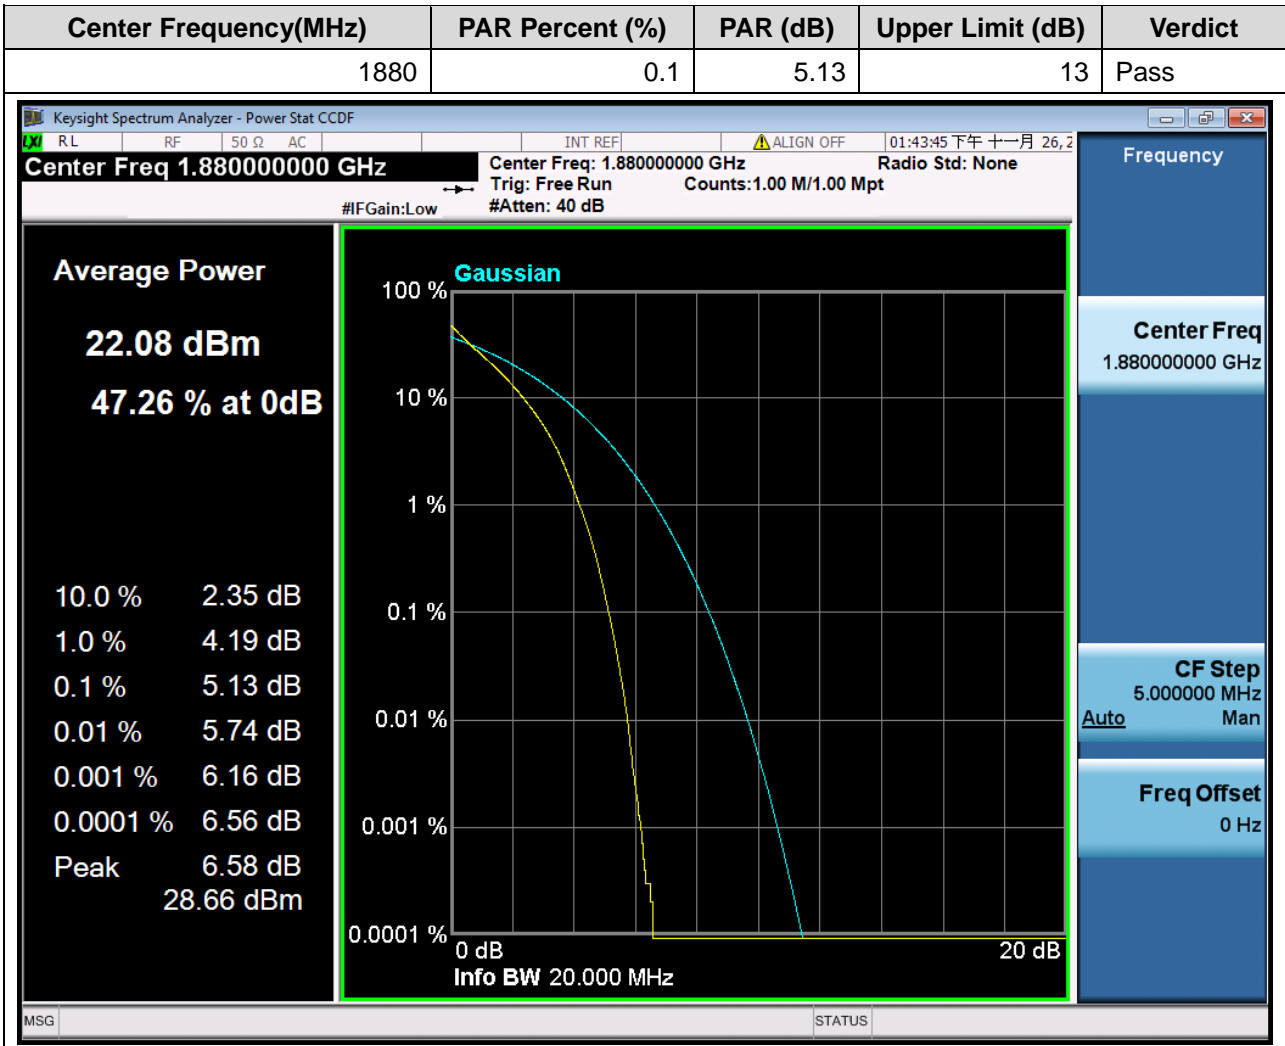 Center Frequency(MHz) PAR Percent (%) PAR (dB) Upper Limit (dB) Verdict
1880 0.1 5.13 13 Pass
Keysight Spectrum Analyzer - Power Stat CCDF
LXI RL RF 50 Ω AC INT REF ALIGN OFF 01:43:45 下午 十一月 26, 2
Center Freq 1.880000000 GHz
Center Freq: 1.880000000 GHz Radio Std: None
Trig: Free Run Counts:1.00 M/1.00 Mpt
#IFGain:Low #Atten: 40 dB
Frequency
Average Power
22.08 dBm
47.26 % at 0dB
10.0 % 2.35 dB
1.0 % 4.19 dB
0.1 % 5.13 dB
0.01 % 5.74 dB
0.001 % 6.16 dB
0.0001 % 6.56 dB
Peak 6.58 dB
28.66 dBm
Gaussian
100 %
10 %
1 %
0.1 %
0.01 %
0.001 %
0.0001 %
0 dB 20 dB
Info BW 20.000 MHz
Center Freq
1.880000000 GHz
CF Step
5.000000 MHz
Auto Man
Freq Offset
0 Hz
MSG STATUS